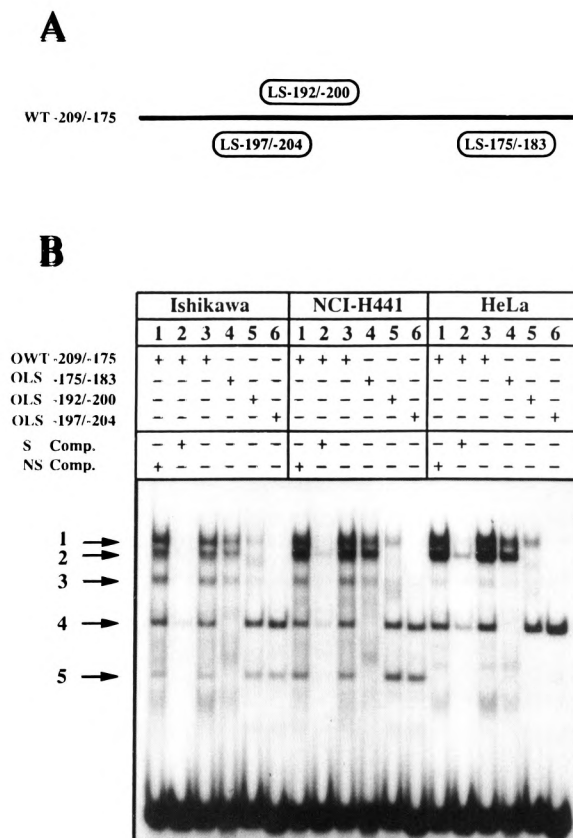 A
LS-192/-200
WT -209/-175
LS-197/-204 LS-175/-183
B
Ishikawa NCI-H441 HeLa
1 2 3 4 5 6 1 2 3 4 5 6 1 2 3 4 5 6
OWT -209/-175 + + + - - - + + + - - - + + + - - -
OLS -175/-183 - - - + - - - - - + - - - - - + - -
OLS -192/-200 - - - - + - - - - - + - - - - - + -
OLS -197/-204 - - - - - + - - - - - + - - - - - +
S Comp. - + - - - - - + - - - - - + - - - -
NS Comp. + - - - - - + - - - - - + - - - - -
1
2
3
4
5